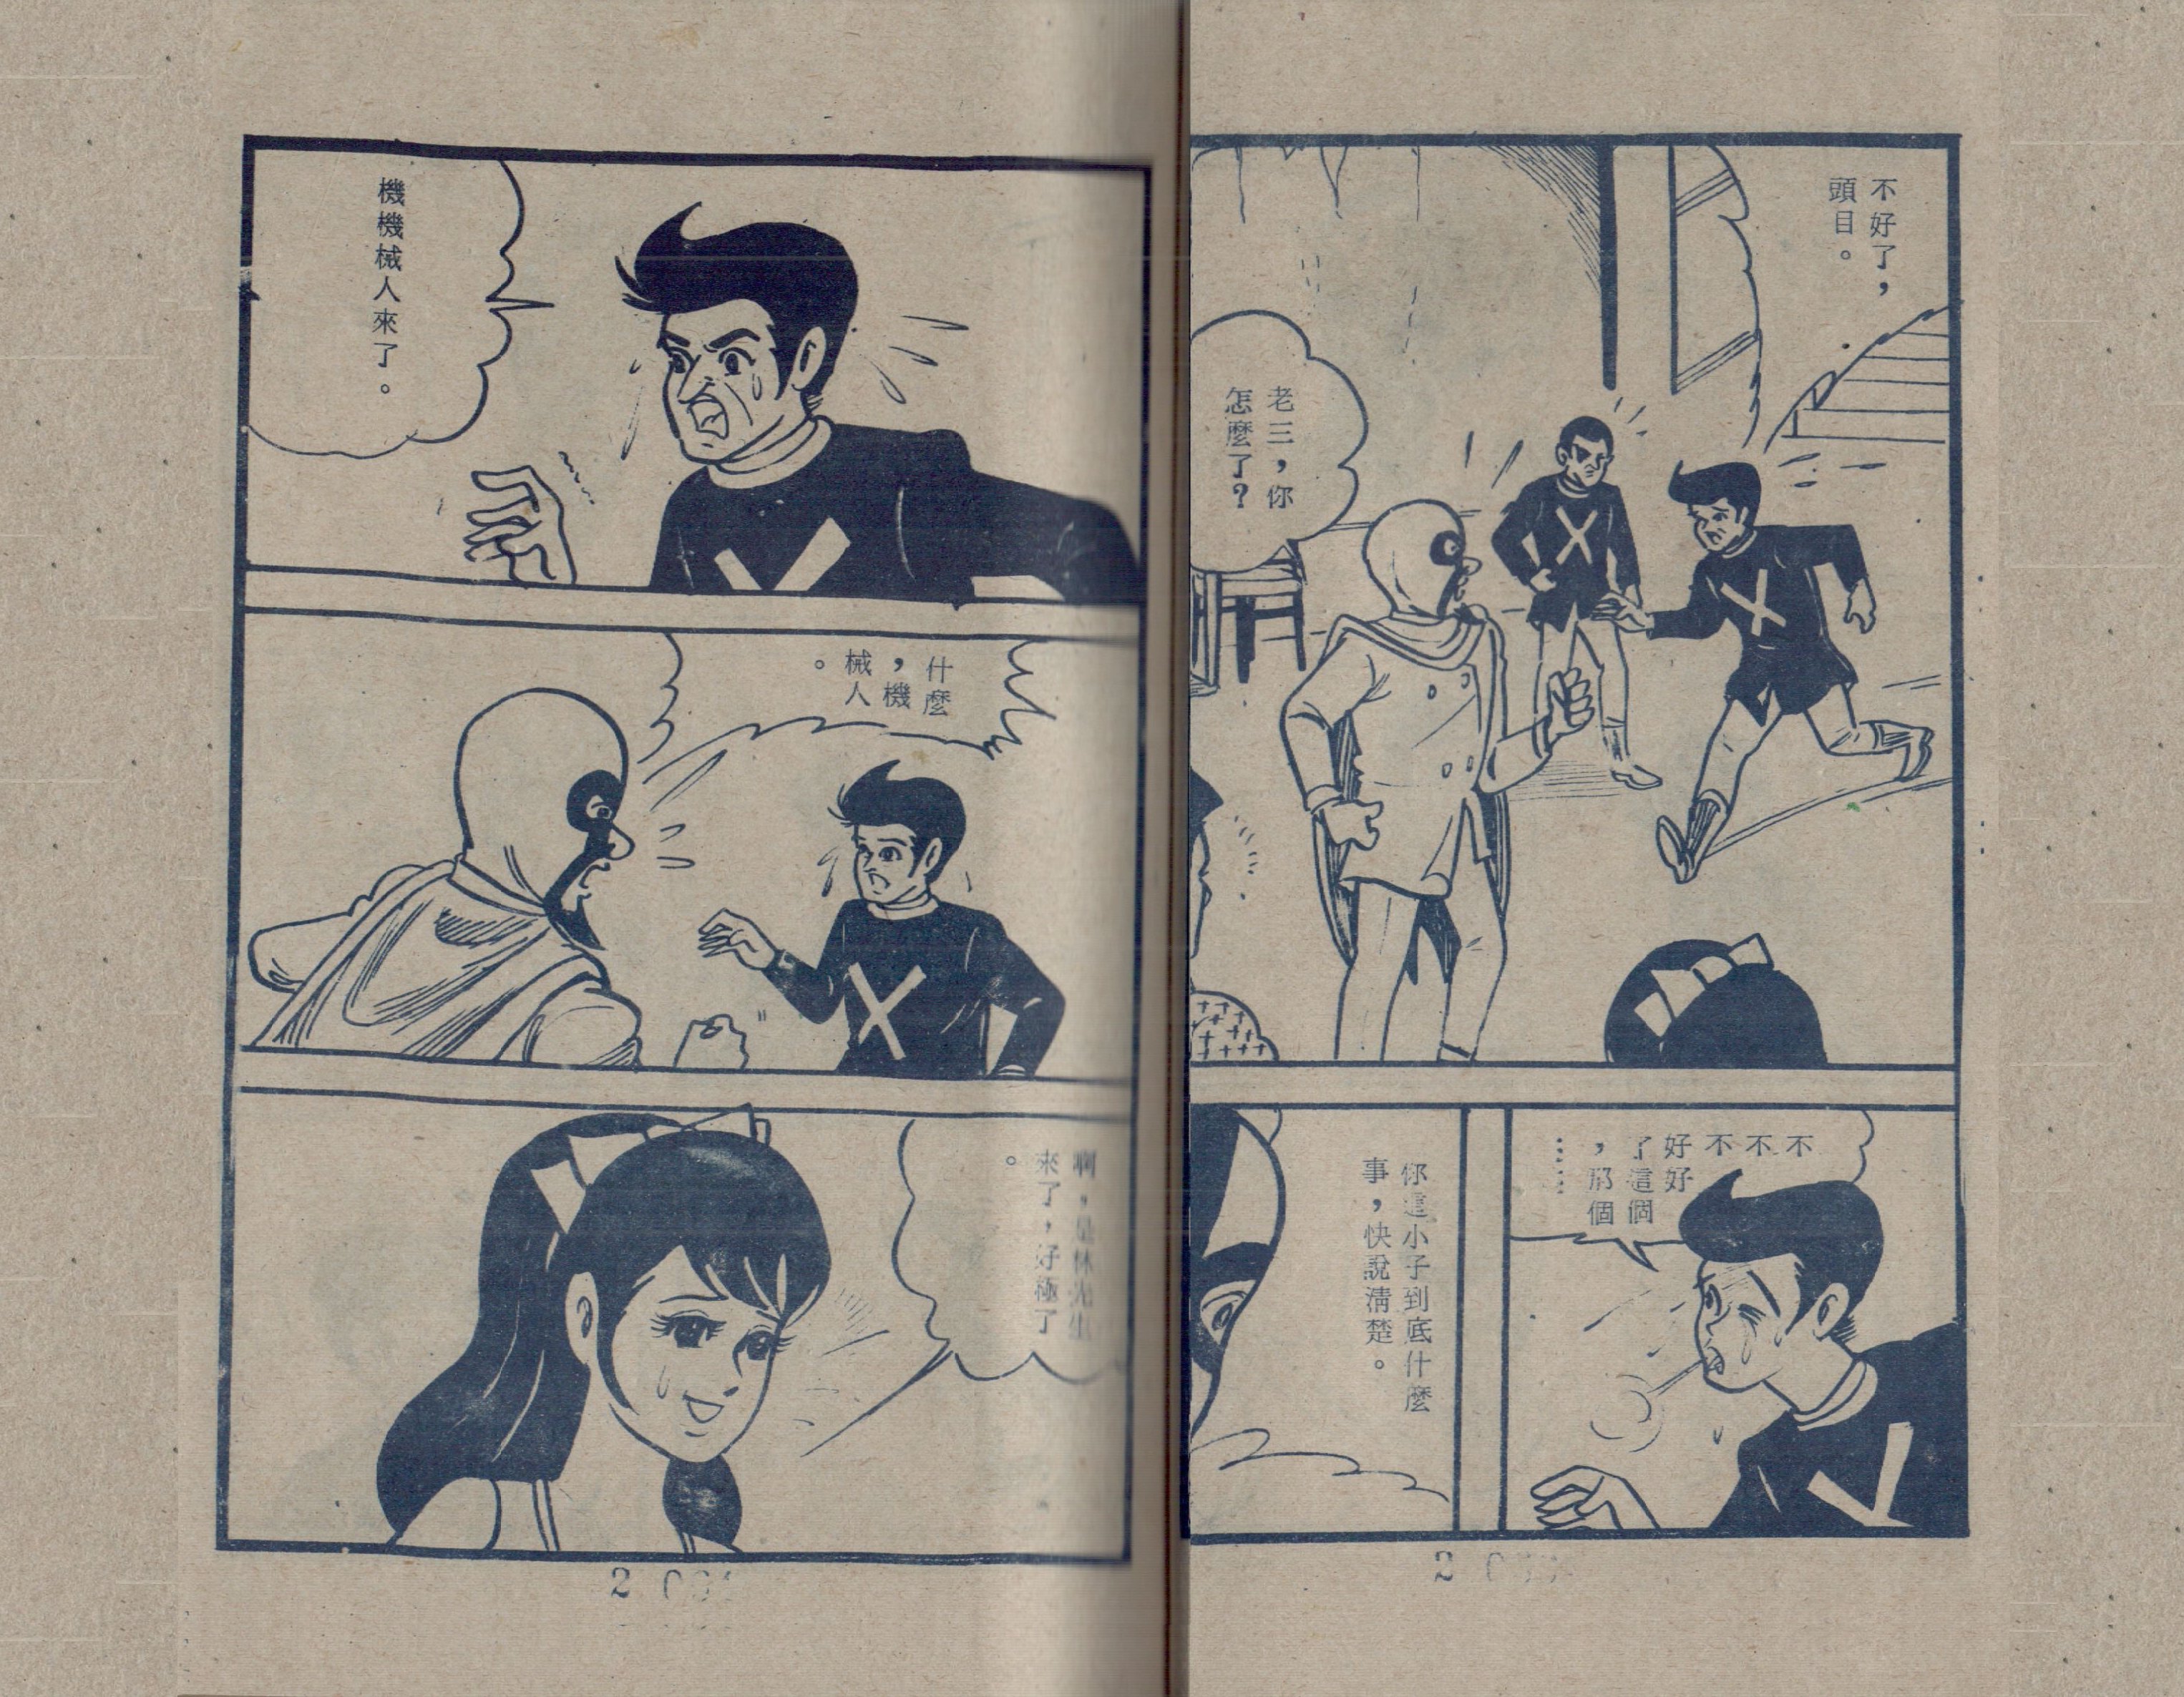 不好了，
頭目。
老三，你
怎麼了？
不
不
不
好好
了這個
，那個
……
你這小子到底什麼
事，快說清楚。
機機械人來了。
什麼
，機
械人
。
啊，是林先生
來了，好極了
。
2
2